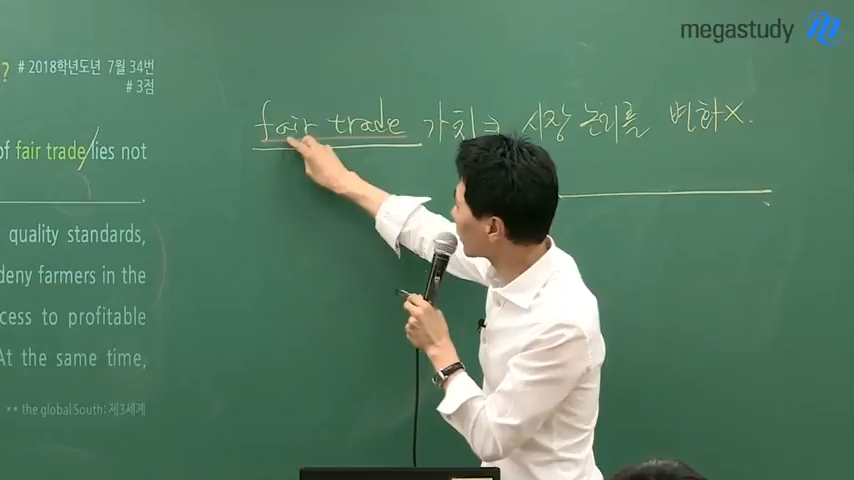 megastudy
? #2018학년도 7월 34번
#3점
of fair trade lies not
quality standards,
deny farmers in the
cess to profitable
At the same time,
** the global South: 제3세계
fair trade 가치 ⇒ 시장 논리를 변화X.